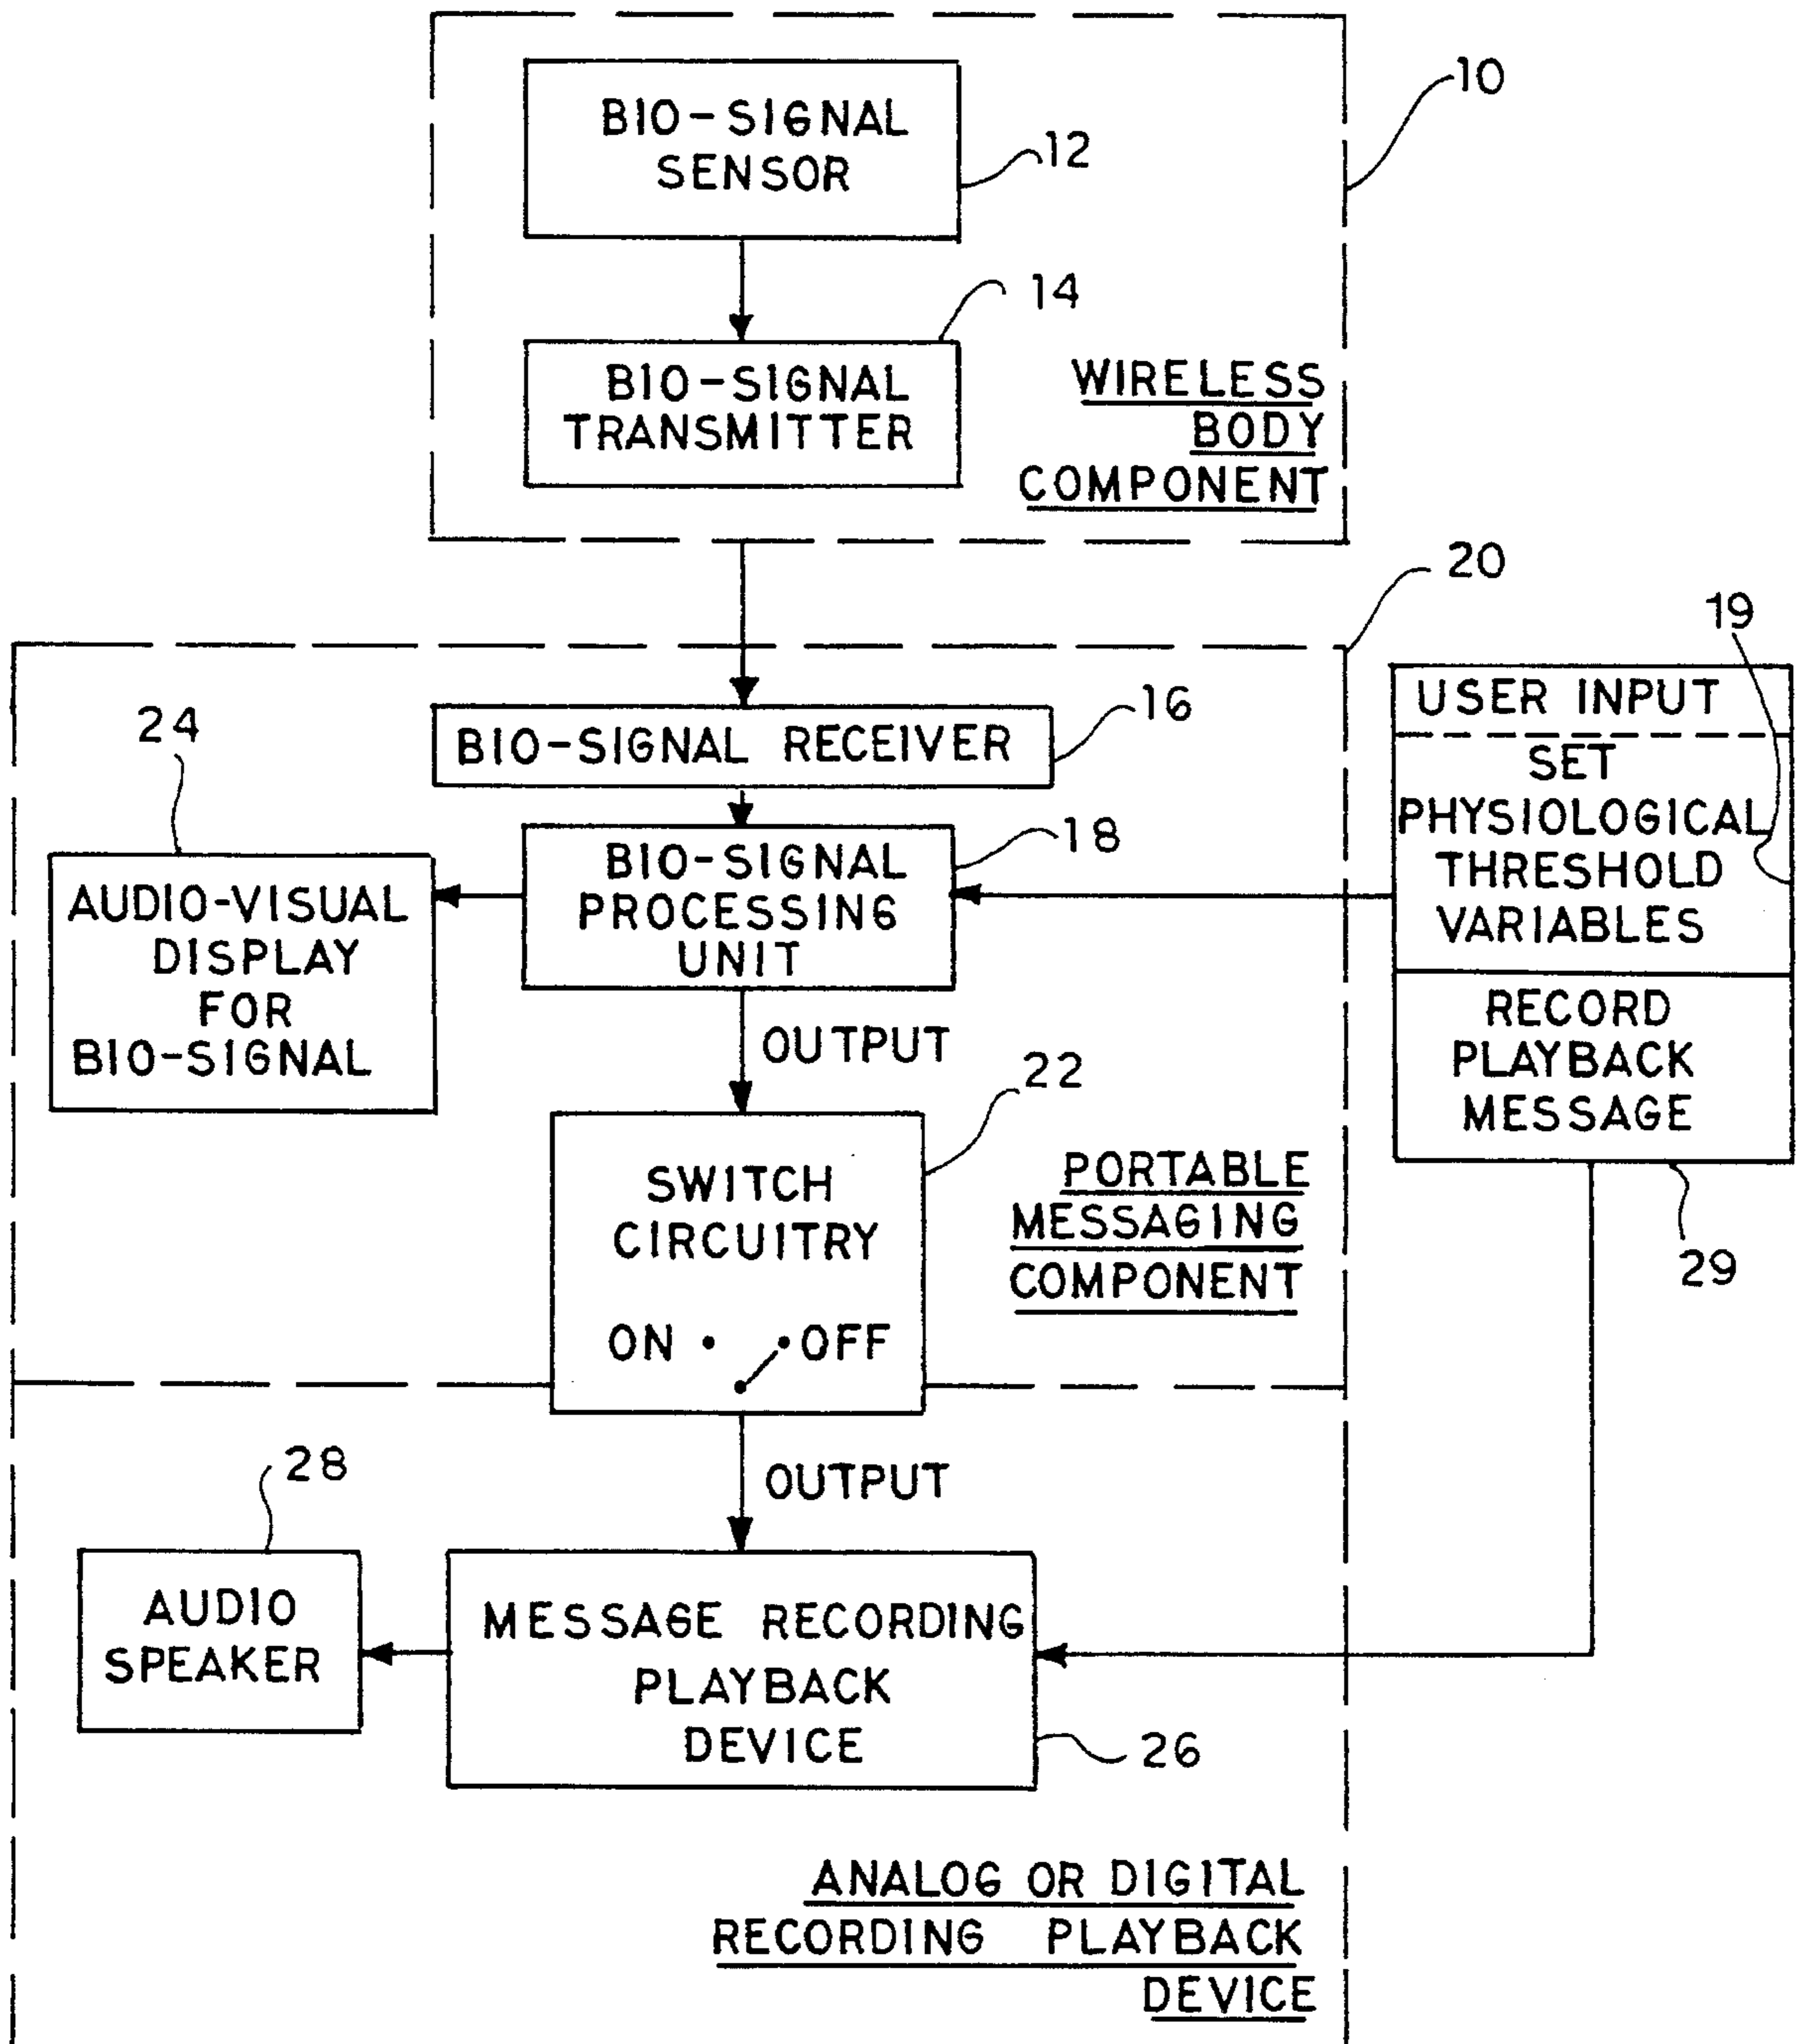 BIO-SIGNAL
SENSOR
12
10
14
BIO-SIGNAL
TRANSMITTER
WIRELESS
BODY
COMPONENT
20
19
16
BIO-SIGNAL RECEIVER
24
18
BIO-SIGNAL
PROCESSING
UNIT
AUDIO-VISUAL
DISPLAY
FOR
BIO-SIGNAL
USER INPUT
SET
PHYSIOLOGICAL
THRESHOLD
VARIABLES
RECORD
PLAYBACK
MESSAGE
29
OUTPUT
22
SWITCH
CIRCUITRY
ON OFF
PORTABLE
MESSAGING
COMPONENT
OUTPUT
28
AUDIO
SPEAKER
MESSAGE RECORDING
PLAYBACK
DEVICE
26
ANALOG OR DIGITAL
RECORDING PLAYBACK
DEVICE